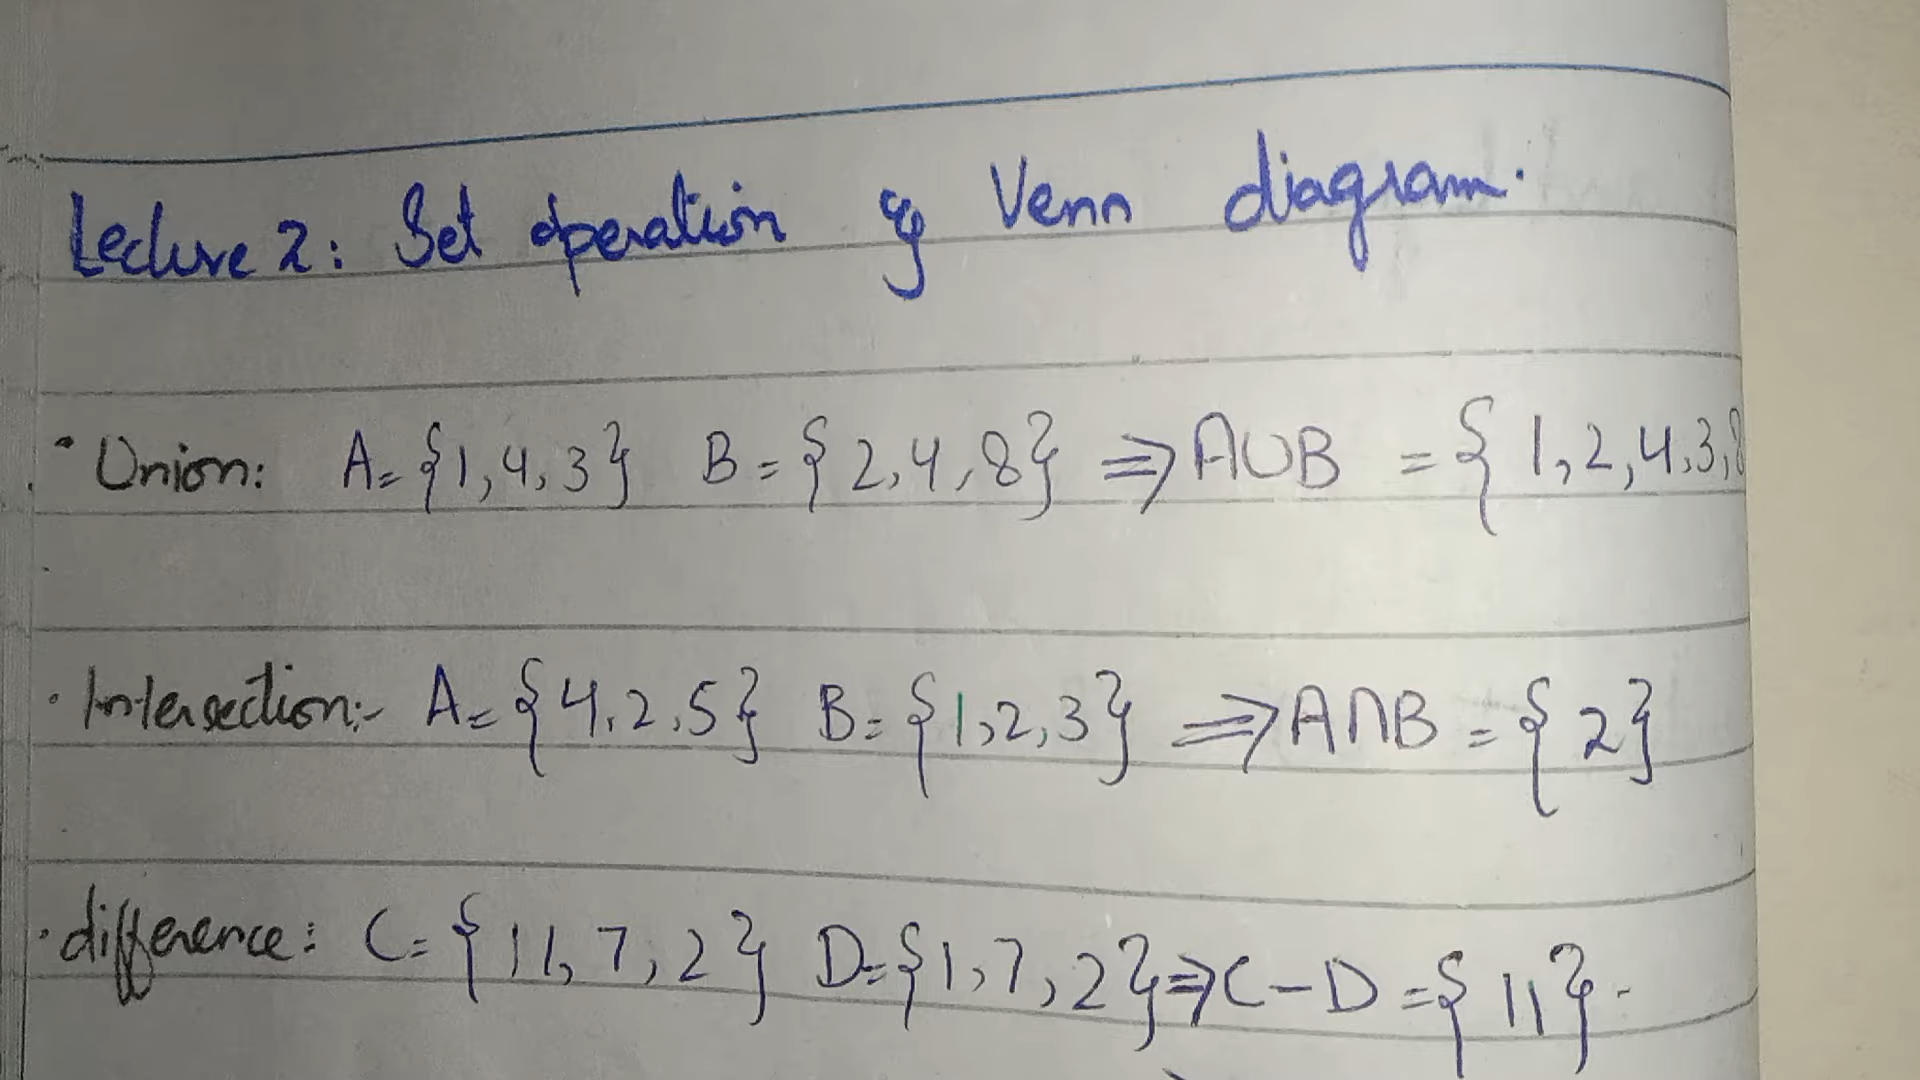 Lecture 2: Set operation & Venn diagram.
· Union: A = {1,4,3} B = {2,4,8} ⇒ A∪B = {1,2,4,3,8
· Intersection:- A = {4,2,5} B = {1,2,3} ⇒ A∩B = {2}
· difference: C = {11,7,2} D = {1,7,2} ⇒ C-D = {11}.